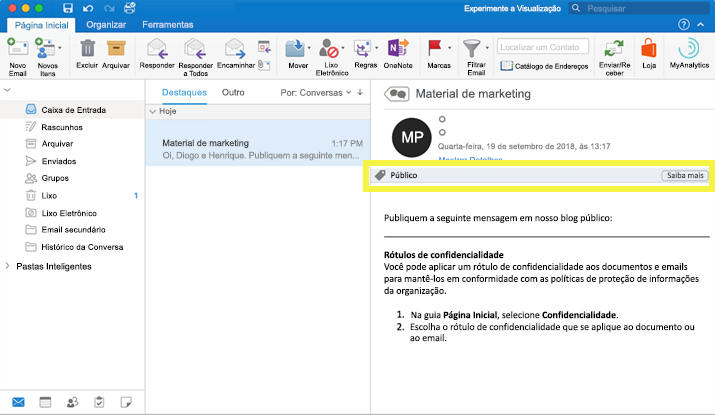 Experimente a Visualização
Pesquisar
Página Inicial
Organizar
Ferramentas
Novo Email
Novos Itens
Excluir
Arquivar
Responder
Responder a Todos
Encaminhar
Mover
Lixo Eletrônico
Regras
OneNote
Marcas
Filtrar Email
Localizar um Contato
Catálogo de Endereços
Enviar/Re ceber
Loja
MyAnalytics
Caixa de Entrada
Rascunhos
Arquivar
Enviados
Grupos
Lixo 1
Lixo Eletrônico
Email secundário
Histórico da Conversa
Pastas Inteligentes
Destaques
Outro
Por: Conversas
Hoje
Material de marketing 1:17 PM
Oi, Diogo e Henrique. Publiquem a seguinte men...
Material de marketing
MP
Quarta-feira, 19 de setembro de 2018, às 13:17
Mostrar Detalhes
Público
Saiba mais
Publiquem a seguinte mensagem em nosso blog público:
Rótulos de confidencialidade
Você pode aplicar um rótulo de confidencialidade aos documentos e emails
para mantê-los em conformidade com as políticas de proteção de informações
da organização.
1. Na guia Página Inicial, selecione Confidencialidade.
2. Escolha o rótulo de confidencialidade que se aplique ao documento ou
ao email.